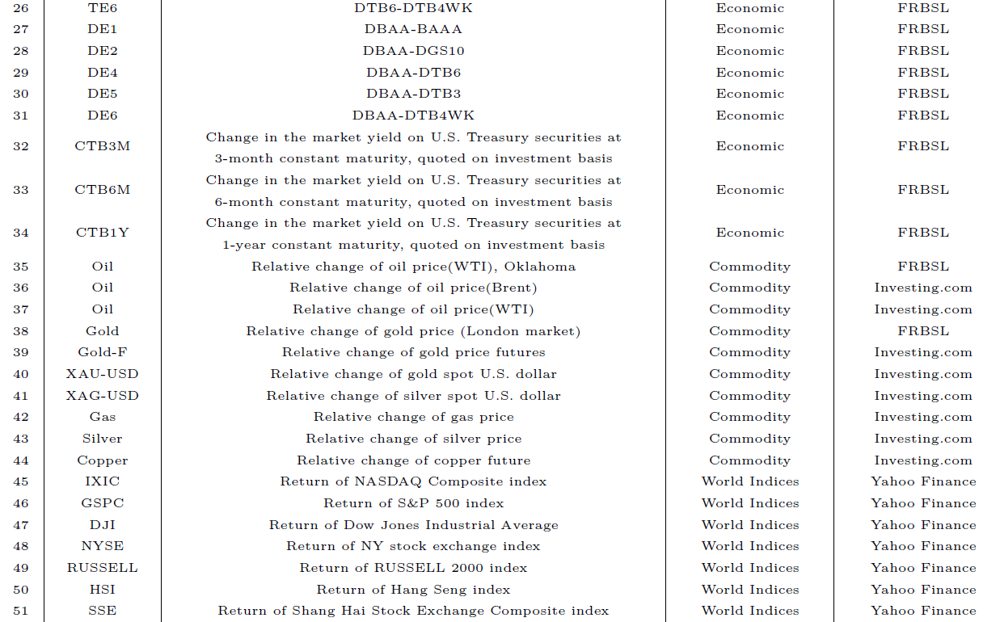 26 TE6 DTB6-DTB4WK Economic FRBSL
27 DE1 DBAA-BAAA Economic FRBSL
28 DE2 DBAA-DGS10 Economic FRBSL
29 DE4 DBAA-DTB6 Economic FRBSL
30 DE5 DBAA-DTB3 Economic FRBSL
31 DE6 DBAA-DTB4WK Economic FRBSL
Change in the market yield on U.S. Treasury securities at
32 CTB3M Economic FRBSL
3-month constant maturity, quoted on investment basis
Change in the market yield on U.S. Treasury securities at
33 CTB6M Economic FRBSL
6-month constant maturity, quoted on investment basis
Change in the market yield on U.S. Treasury securities at
34 CTB1Y Economic FRBSL
1-year constant maturity, quoted on investment basis
35 Oil Relative change of oil price(WTI), Oklahoma Commodity FRBSL
36 Oil Relative change of oil price(Brent) Commodity Investing.com
37 Oil Relative change of oil price(WTI) Commodity Investing.com
38 Gold Relative change of gold price (London market) Commodity FRBSL
39 Gold-F Relative change of gold price futures Commodity Investing.com
40 XAU-USD Relative change of gold spot U.S. dollar Commodity Investing.com
41 XAG-USD Relative change of silver spot U.S. dollar Commodity Investing.com
42 Gas Relative change of gas price Commodity Investing.com
43 Silver Relative change of silver price Commodity Investing.com
44 Copper Relative change of copper future Commodity Investing.com
45 IXIC Return of NASDAQ Composite index World Indices Yahoo Finance
46 GSPC Return of S&P 500 index World Indices Yahoo Finance
47 DJI Return of Dow Jones Industrial Average World Indices Yahoo Finance
48 NYSE Return of NY stock exchange index World Indices Yahoo Finance
49 RUSSELL Return of RUSSELL 2000 index World Indices Yahoo Finance
50 HSI Return of Hang Seng index World Indices Yahoo Finance
51 SSE Return of Shang Hai Stock Exchange Composite index World Indices Yahoo Finance